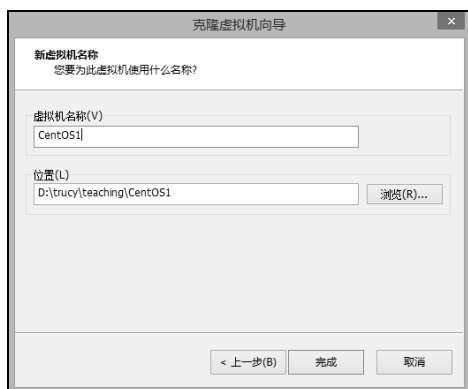 克隆虚拟机向导
新虚拟机名称
您要为此虚拟机使用什么名称?
虚拟机名称(V)
CentOS1
位置(L)
D:\trucy\teaching\CentOS1
浏览(R)...
< 上一步(B)
完成
取消